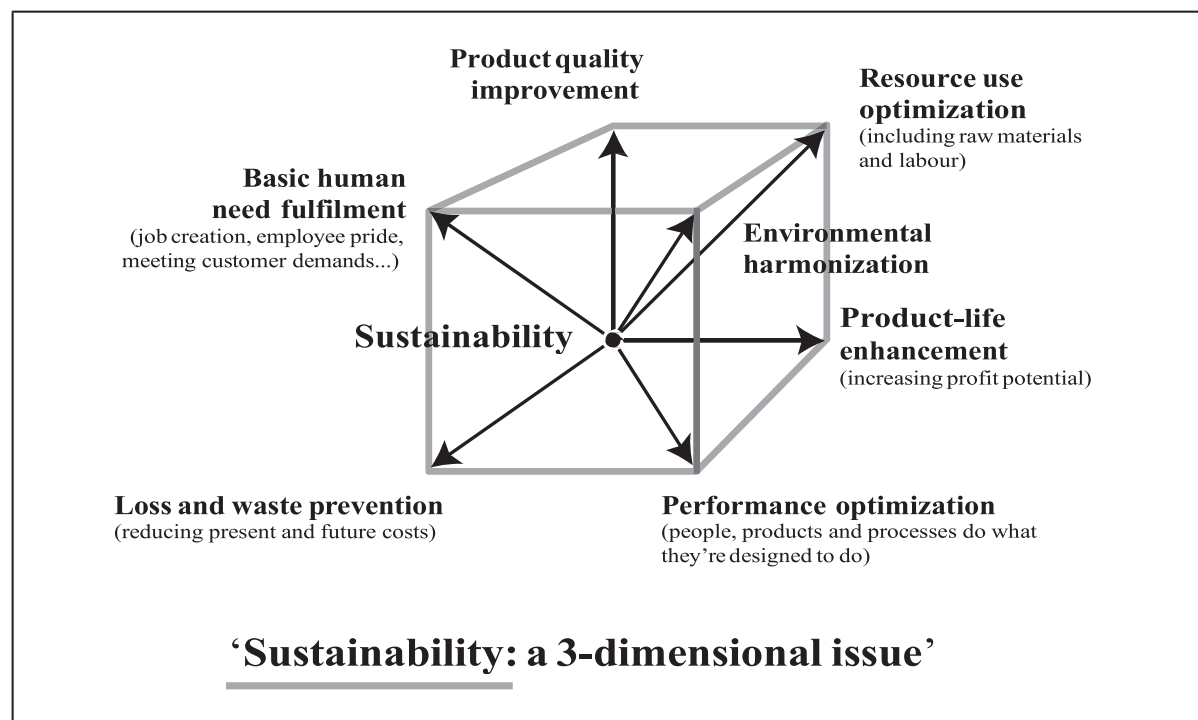 Product quality
improvement
Resource use
optimization
(including raw materials
and labour)
Basic human
need fulfilment
(job creation, employee pride,
meeting customer demands...)
Environmental
harmonization
Sustainability
Product-life
enhancement
(increasing profit potential)
Loss and waste prevention
(reducing present and future costs)
Performance optimization
(people, products and processes do what
they’re designed to do)
‘Sustainability: a 3-dimensional issue’